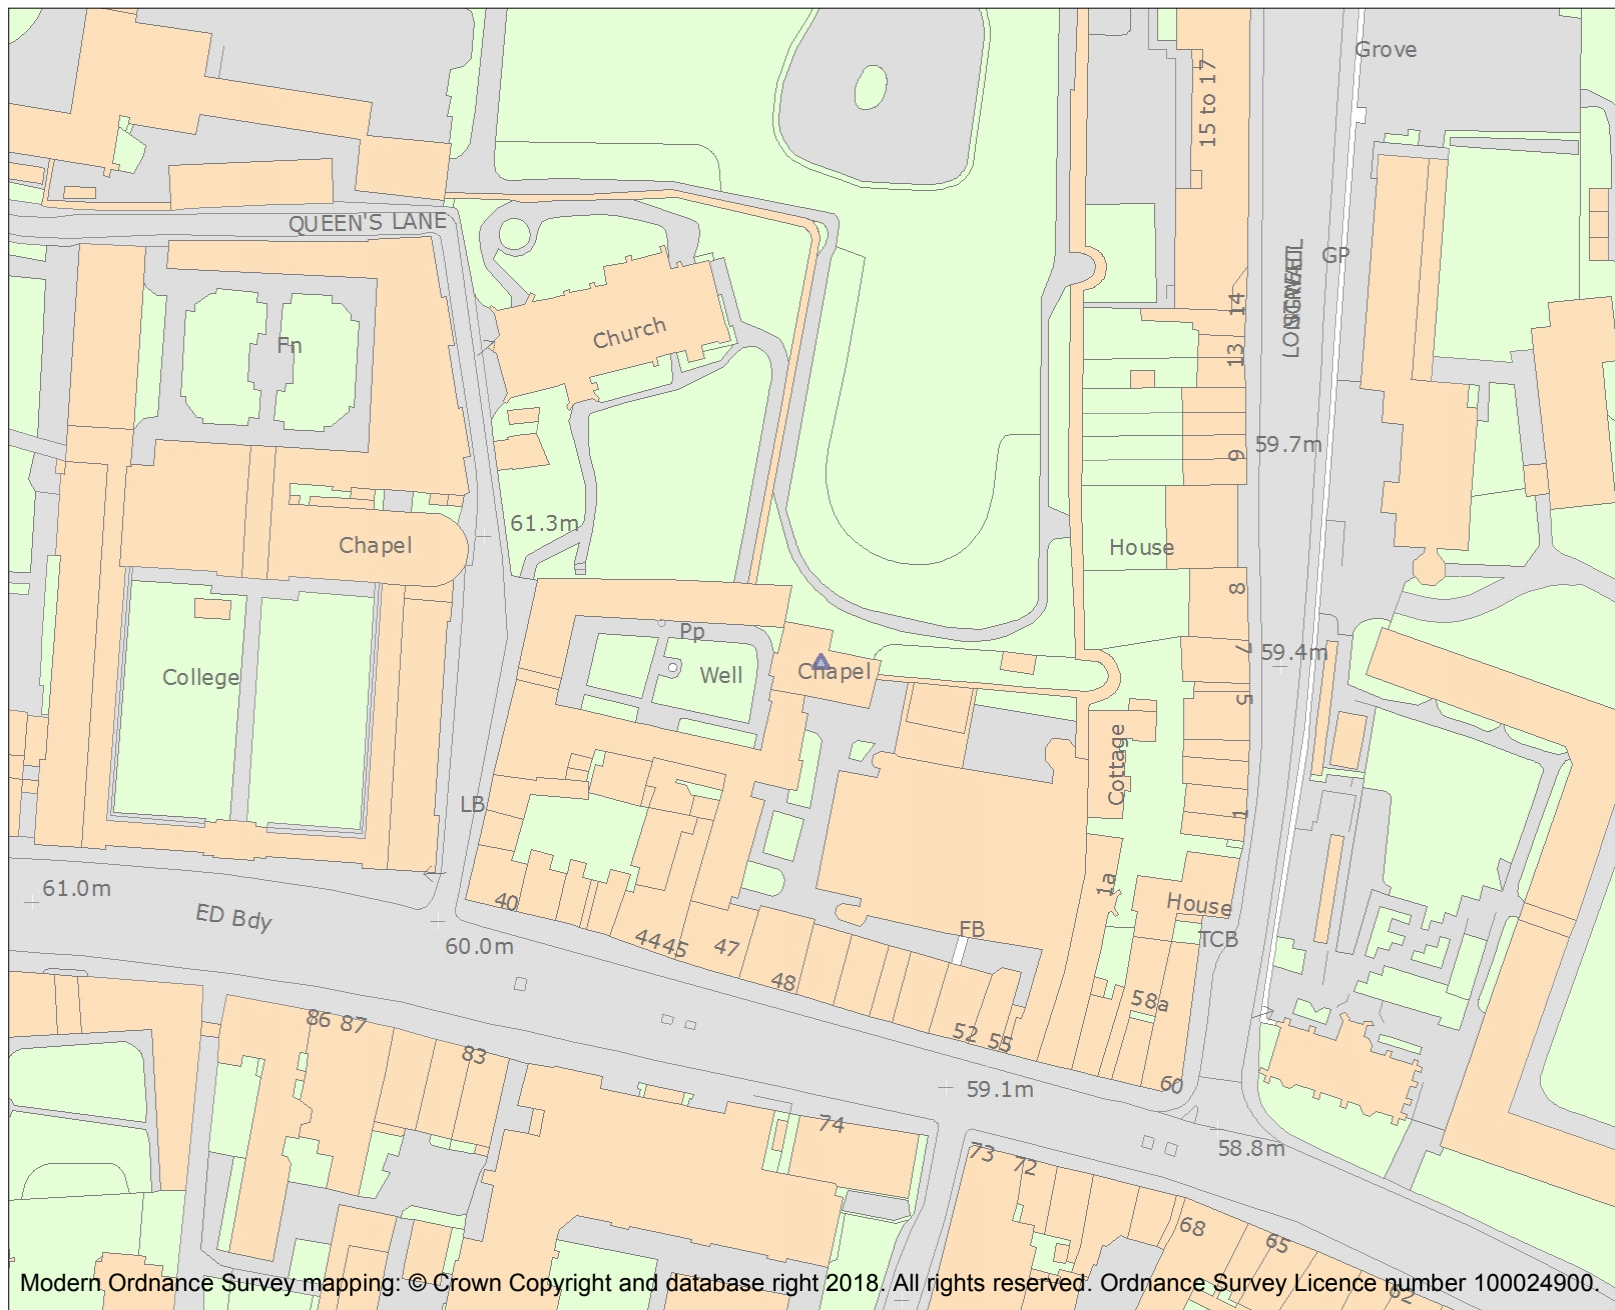 Grove
15 to 17
QUEEN'S LANE
GP
14
Church
Fn
13
59.7m
9
61.3m
Chapel
House
8
Pp
7
59.4m
College
Well
Chapel
5
Cottage
LB
1
61.0m
1a
40
House
ED Bdy
FB
TCB
60.0m
44 45
47
48
58a
86 87
52 55
83
60
59.1m
74
58.8m
73 72
68
65
62
Modern Ordnance Survey mapping: © Crown Copyright and database right 2018. All rights reserved. Ordnance Survey Licence number 100024900.